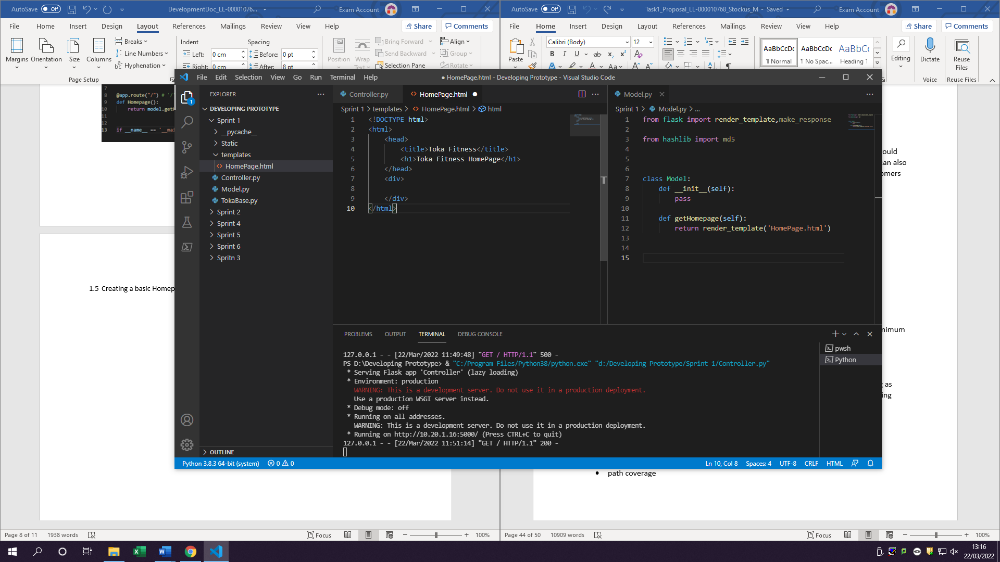 AutoSave Off DevelopmentDoc_LL-00001076... Exam Account
File Home Insert Design Layout References Mailings Review View Help Share Comments
Margins Orientation Size Columns
Breaks
Line Numbers
Hyphenation
Page Setup
Indent Spacing
Left: 0 cm Before: 0 pt
Right: 0 cm After: 8 pt
Position Wrap Text
Bring Forward
Send Backward
Selection Pane
Align
Group
Rotate
AutoSave Off Task1_Proposal_LL-000010768_Stockus_M - Saved Exam Account
File Home Insert Design Layout References Mailings Review View Help Share Comments
Paste
Calibri (Body) 12
AaBbCcDc AaBbCcDc AaBbCc
Normal No Spac... Heading 1
Editing Dictate Reuse Files
Voice Reuse Files
7
8 @app.route("/") # '/'
9 def Homepage():
10 return model.getH
11
12
13 if __name__ == '__mai
1.5 Creating a basic Homep
File Edit Selection View Go Run Terminal Help
● HomePage.html - Developing Prototype - Visual Studio Code
1
EXPLORER
DEVELOPING PROTOTYPE
Sprint 1
__pycache__
Static
templates
HomePage.html
Controller.py
Model.py
TokaBase.py
Sprint 2
Sprint 4
Sprint 5
Sprint 6
Spritn 3
OUTLINE
Controller.py HomePage.html
Sprint 1 > templates > HomePage.html > html
1 <!DOCTYPE html>
2 <html>
3 <head>
4 <title>Toka Fitness</title>
5 <h1>Toka Fitness HomePage</h1>
6 </head>
7 <div>
8
9 </div>
10 </html>
Model.py
Sprint 1 > Model.py > ...
1 from flask import render_template,make_response
2
3 from hashlib import md5
4
5
6
7 class Model:
8 def __init__(self):
9 pass
10
11 def getHomepage(self):
12 return render_template('HomePage.html')
13
14
15
PROBLEMS OUTPUT TERMINAL DEBUG CONSOLE
127.0.0.1 - - [22/Mar/2022 11:49:48] "GET / HTTP/1.1" 500 -
PS D:\Developing Prototype> & "C:/Program Files/Python38/python.exe" "d:/Developing Prototype/Sprint 1/Controller.py"
* Serving Flask app 'Controller' (lazy loading)
* Environment: production
WARNING: This is a development server. Do not use it in a production deployment.
Use a production WSGI server instead.
* Debug mode: off
* Running on all addresses.
WARNING: This is a development server. Do not use it in a production deployment.
* Running on http://10.20.1.16:5000/ (Press CTRL+C to quit)
127.0.0.1 - - [22/Mar/2022 11:51:14] "GET / HTTP/1.1" 200 -
pwsh
Python
Python 3.8.3 64-bit (system) 0 0 Ln 10, Col 8 Spaces: 4 UTF-8 CRLF HTML
ould
can also
omers
nimum
g as
ing
• path coverage
Page 8 of 11 1938 words Focus 100%
Page 44 of 50 10909 words Focus 100%
13:16
22/03/2022